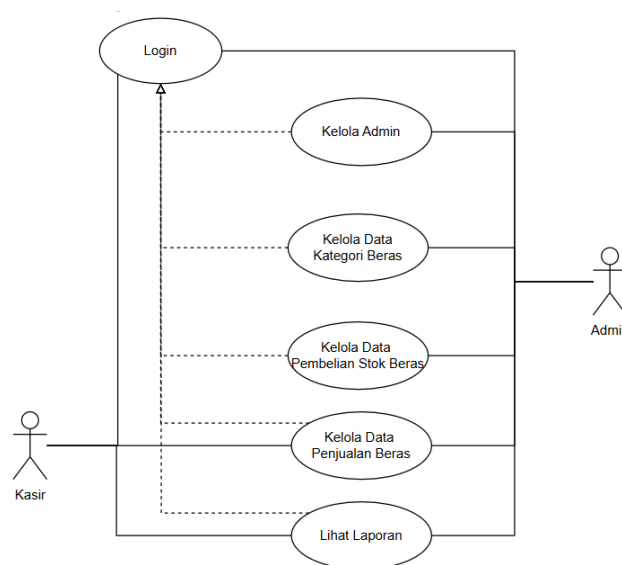 Login
Kelola Admin
Kelola Data
Kategori Beras
Admi
Kelola Data
Pembelian Stok Beras
Kelola Data
Penjualan Beras
Kasir
Lihat Laporan